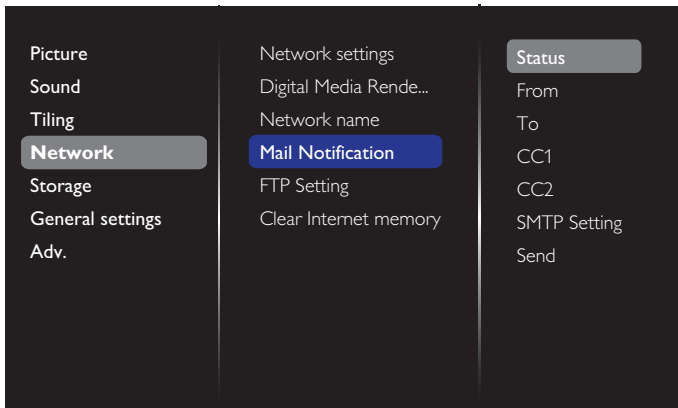 Picture
Sound
Tiling
Network
Storage
General settings
Adv.
Network settings
Digital Media Rende...
Network name
Mail Notification
FTP Setting
Clear Internet memory
Status
From
To
CC1
CC2
SMTP Setting
Send